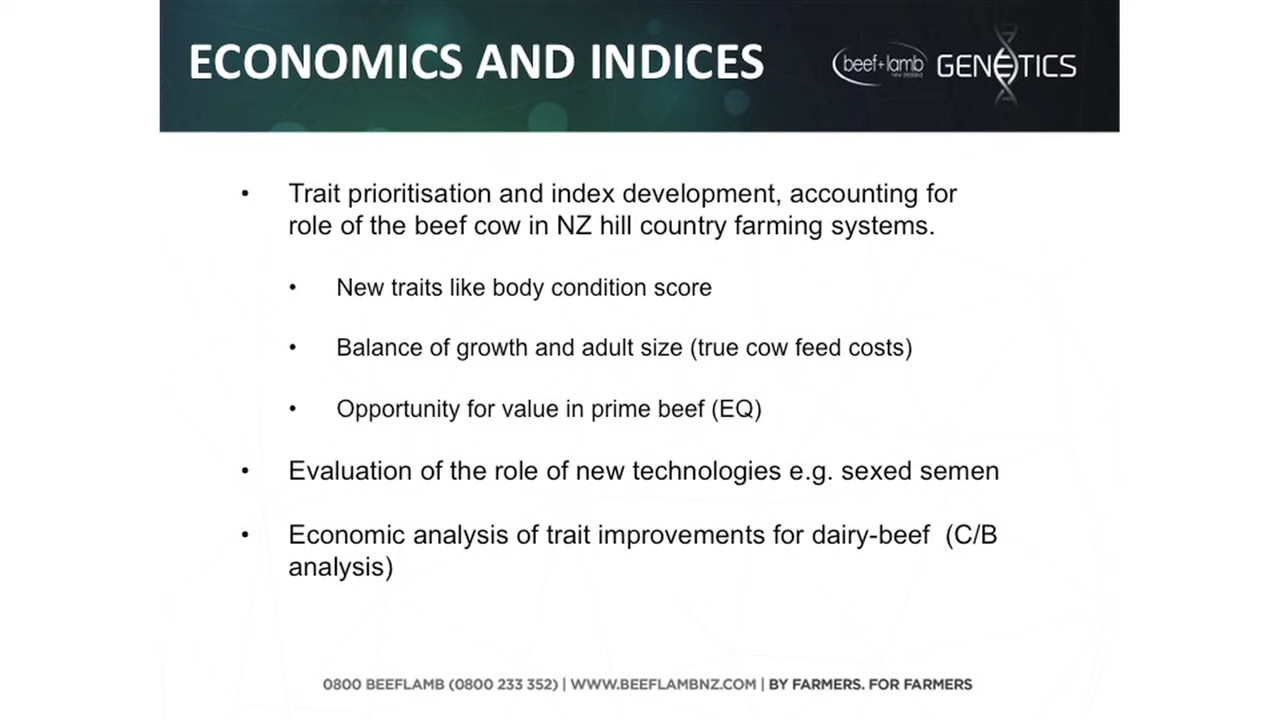 ECONOMICS AND INDICES
beef+lamb
new zealand
GENETICS
• Trait prioritisation and index development, accounting for
role of the beef cow in NZ hill country farming systems.
• New traits like body condition score
• Balance of growth and adult size (true cow feed costs)
• Opportunity for value in prime beef (EQ)
• Evaluation of the role of new technologies e.g. sexed semen
• Economic analysis of trait improvements for dairy-beef (C/B
analysis)
0800 BEEFLAMB (0800 233 352) | WWW.BEEFLAMBNZ.COM | BY FARMERS. FOR FARMERS